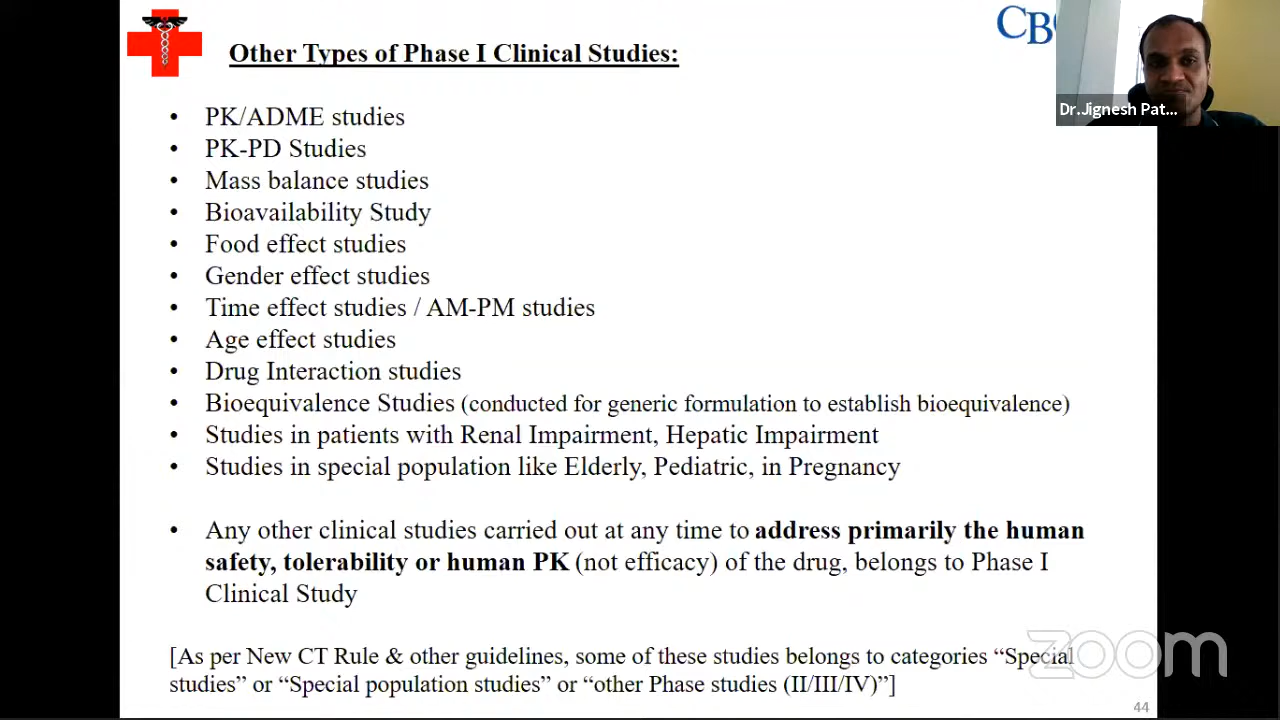 CB
Other Types of Phase I Clinical Studies:
Dr.Jignesh Pat...
• PK/ADME studies
• PK-PD Studies
• Mass balance studies
• Bioavailability Study
• Food effect studies
• Gender effect studies
• Time effect studies / AM-PM studies
• Age effect studies
• Drug Interaction studies
• Bioequivalence Studies (conducted for generic formulation to establish bioequivalence)
• Studies in patients with Renal Impairment, Hepatic Impairment
• Studies in special population like Elderly, Pediatric, in Pregnancy
• Any other clinical studies carried out at any time to address primarily the human
safety, tolerability or human PK (not efficacy) of the drug, belongs to Phase I
Clinical Study
[As per New CT Rule & other guidelines, some of these studies belongs to categories “Special
studies” or “Special population studies” or “other Phase studies (II/III/IV)”]
zoom
44